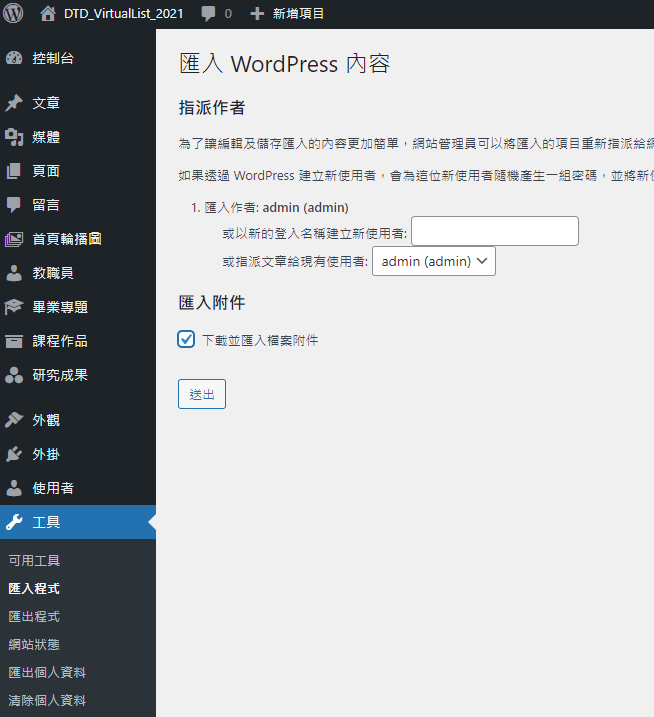 DTD_VirtualList_2021
0
新增項目
控制台
文章
媒體
頁面
留言
首頁輪播圖
教職員
畢業專題
課程作品
研究成果
外觀
外掛
使用者
工具
可用工具
匯入程式
匯出程式
網站狀態
匯出個人資料
清除個人資料
匯入 WordPress 內容
指派作者
為了讓編輯及儲存匯入的內容更加簡單，網站管理員可以將匯入的項目重新指派給
如果透過 WordPress 建立新使用者，會為這位新使用者隨機產生一組密碼，並將新
1. 匯入作者: admin (admin)
或以新的登入名稱建立新使用者:
或指派文章給現有使用者: admin (admin)
匯入附件
下載並匯入檔案附件
送出